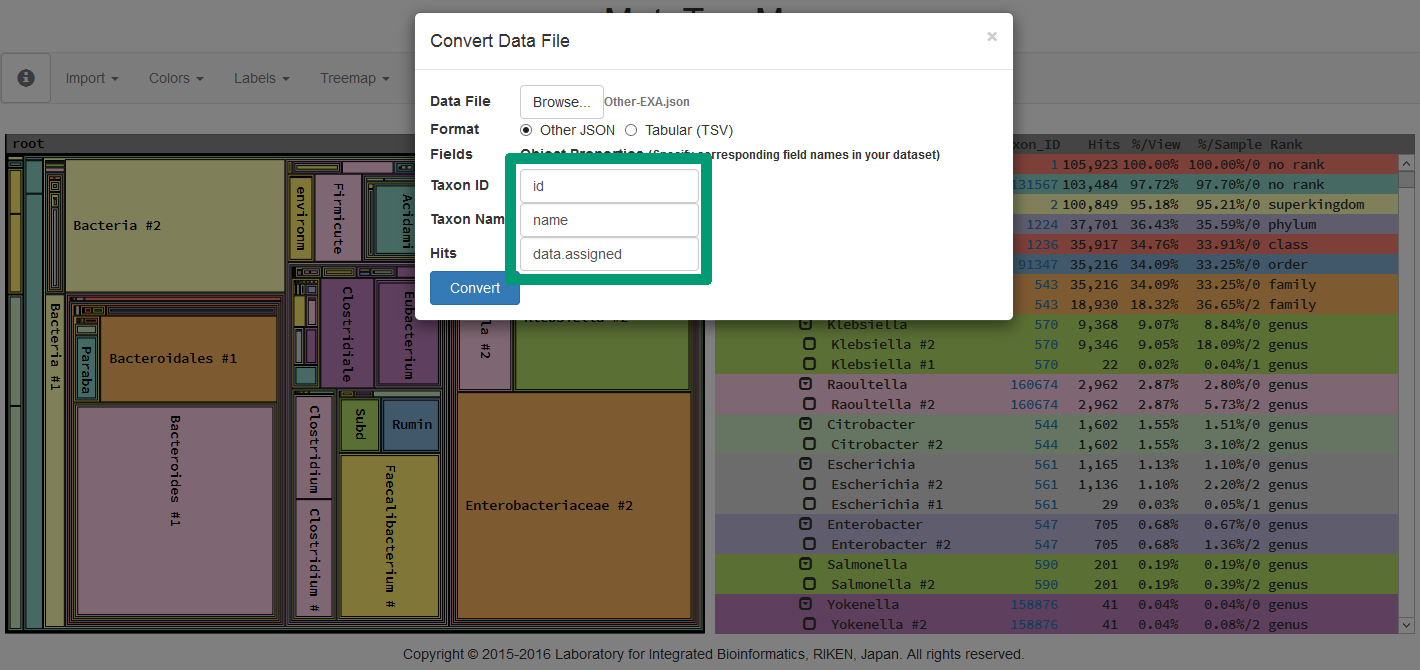 Convert Data File ×
Import Colors Labels Treemap
Data File Browse... Other-EXA.json
Format Other JSON Tabular (TSV)
Fields Object Properties (Specify corresponding field names in your dataset)
Taxon ID id
Taxon Nam name
Hits data.assigned
Convert
root
Bacteria #2
environm
Firmicute
Acidami
Bacteria #1
Paraba
Bacteroidales #1
Bacteroides #1
Clostridiale
Eubacterium
Clostridium
Clostridium #
Subd
Rumin
Faecalibacterium #
la #2
Enterobacteriaceae #2
xon_ID Hits %/View %/Sample Rank
1 105,923 100.00% 100.00%/0 no rank
131567 103,484 97.72% 97.70%/0 no rank
2 100,849 95.18% 95.21%/0 superkingdom
1224 37,701 36.43% 35.59%/0 phylum
1236 35,917 34.76% 33.91%/0 class
91347 35,216 34.09% 33.25%/0 order
543 35,216 34.09% 33.25%/0 family
543 18,930 18.32% 36.65%/2 family
Klebsiella 570 9,368 9.07% 8.84%/0 genus
Klebsiella #2 570 9,346 9.05% 18.09%/2 genus
Klebsiella #1 570 22 0.02% 0.04%/1 genus
Raoultella 160674 2,962 2.87% 2.80%/0 genus
Raoultella #2 160674 2,962 2.87% 5.73%/2 genus
Citrobacter 544 1,602 1.55% 1.51%/0 genus
Citrobacter #2 544 1,602 1.55% 3.10%/2 genus
Escherichia 561 1,165 1.13% 1.10%/0 genus
Escherichia #2 561 1,136 1.10% 2.20%/2 genus
Escherichia #1 561 29 0.03% 0.05%/1 genus
Enterobacter 547 705 0.68% 0.67%/0 genus
Enterobacter #2 547 705 0.68% 1.36%/2 genus
Salmonella 590 201 0.19% 0.19%/0 genus
Salmonella #2 590 201 0.19% 0.39%/2 genus
Yokenella 158876 41 0.04% 0.04%/0 genus
Yokenella #2 158876 41 0.04% 0.08%/2 genus
Copyright © 2015-2016 Laboratory for Integrated Bioinformatics, RIKEN, Japan. All rights reserved.